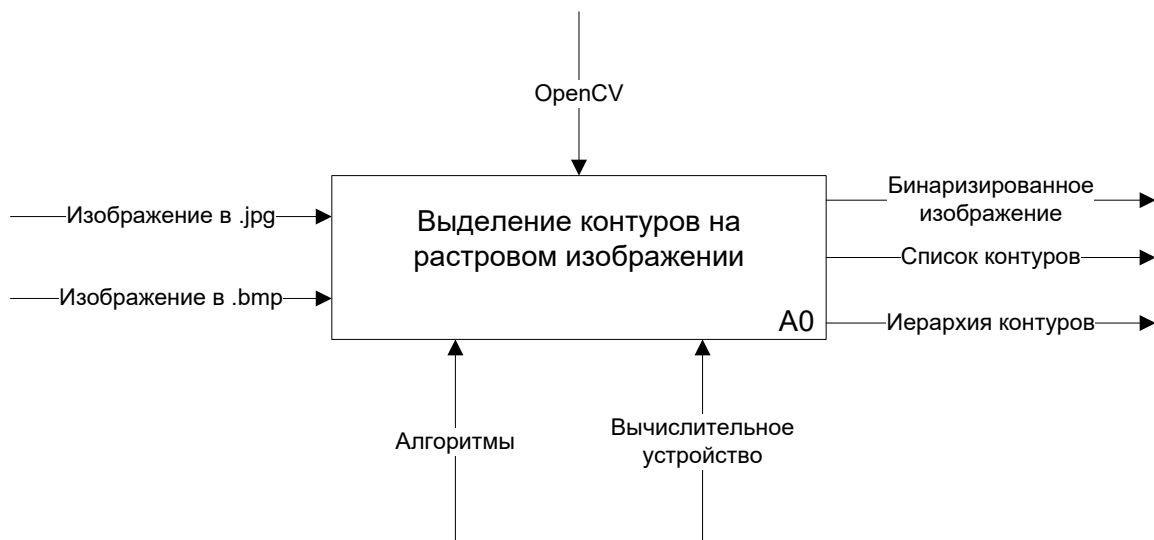 OpenCV
Изображение в .jpg
Изображение в .bmp
Выделение контуров на
растровом изображении
A0
Бинаризированное
изображение
Список контуров
Иерархия контуров
Алгоритмы
Вычислительное
устройство